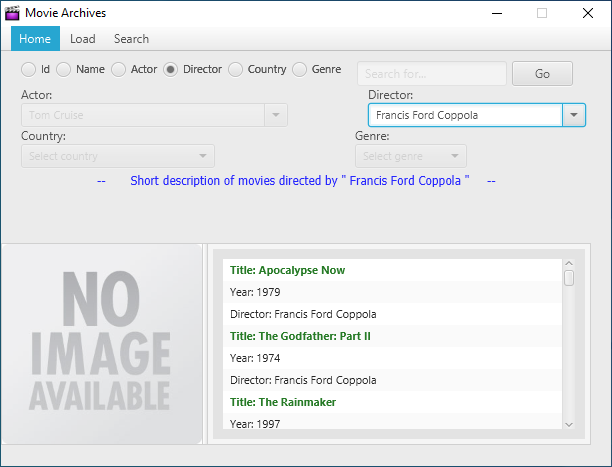 Movie Archives
Home Load Search
Id Name Actor Director Country Genre Search for... Go
Actor: Director:
Tom Cruise Francis Ford Coppola
Country: Genre:
Select country Select genre
-- Short description of movies directed by " Francis Ford Coppola " --
NO
IMAGE
AVAILABLE
Title: Apocalypse Now
Year: 1979
Director: Francis Ford Coppola
Title: The Godfather: Part II
Year: 1974
Director: Francis Ford Coppola
Title: The Rainmaker
Year: 1997